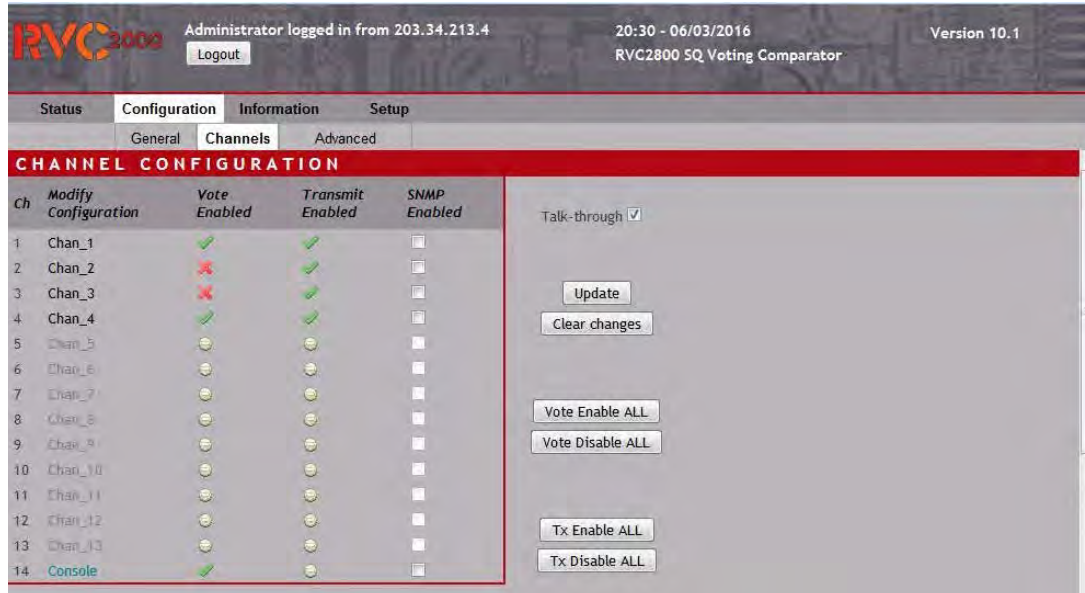 RVC2000 Administrator logged in from 203.34.213.4 20:30 - 06/03/2016 Version 10.1
Logout RVC2800 SQ Voting Comparator
Status Configuration Information Setup
General Channels Advanced
CHANNEL CONFIGURATION
Ch Modify Configuration Vote Enabled Transmit Enabled SNMP Enabled
Talk-through
1 Chan_1
2 Chan_2
3 Chan_3
4 Chan_4
5 Chan_5
6 Chan_6
7 Chan_7
8 Chan_8
9 Chan_9
10 Chan_10
11 Chan_11
12 Chan_12
13 Chan_13
14 Console
Update
Clear changes
Vote Enable ALL
Vote Disable ALL
Tx Enable ALL
Tx Disable ALL